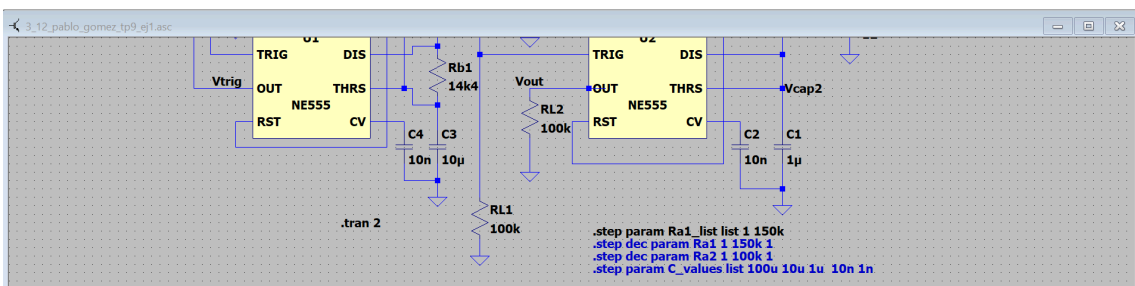 3_12_pablo_gomez_tp9_ej1.asc
U1
U2
TRIG DIS
Rb1
14k4
Vtrig
OUT THRS
NE555
RST CV
C4
10n
C3
10µ
TRIG DIS
Vout
OUT THRS
Vcap2
NE555
RL2
100k
RST CV
C2
10n
C1
1µ
.tran 2
RL1
100k
.step param Ra1_list list 1 150k
.step dec param Ra1 1 150k 1
.step dec param Ra2 1 100k 1
.step param C_values list 100u 10u 1u 10n 1n